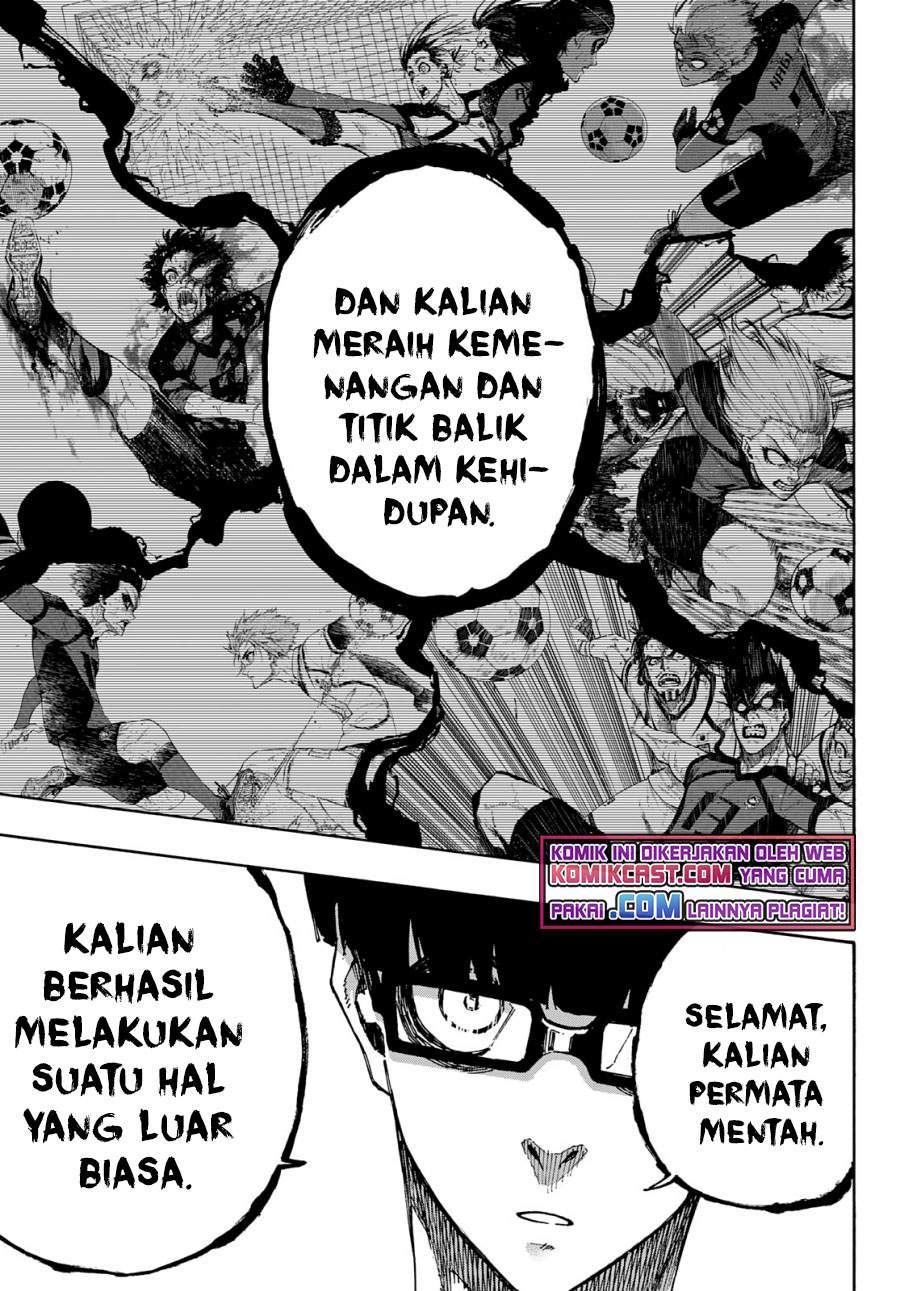 DAN KALIAN
MERAIH KEME-
NANGAN DAN
TITIK BALIK
DALAM KEHI-
DUPAN.
KOMIK INI DIKERJAKAN OLEH WEB
KOMIKCAST.COM YANG CUMA
PAKAI .COM LAINNYA PLAGIAT!
SELAMAT,
KALIAN
PERMATA
MENTAH.
KALIAN
BERHASIL
MELAKUKAN
SUATU HAL
YANG LUAR
BIASA.